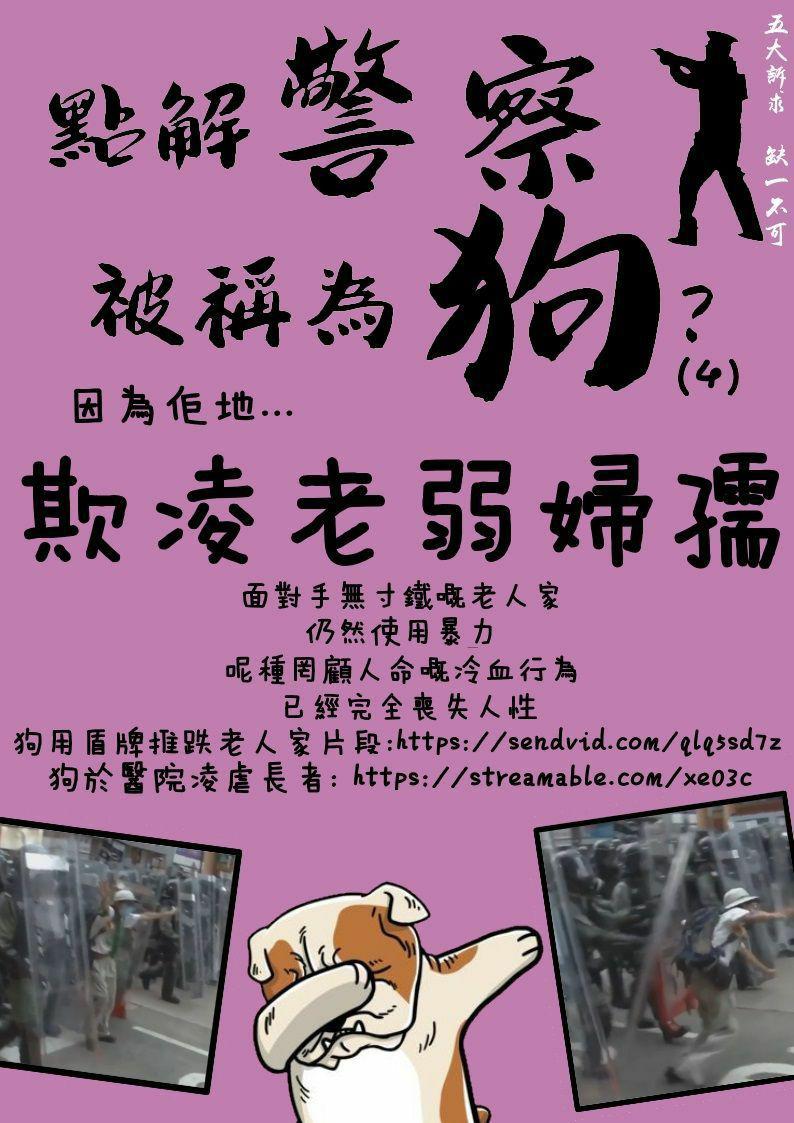 點解警察
被稱為狗?
(4)
五大訴求 缺一不可
因為佢地...
欺凌老弱婦孺
面對手無寸鐵嘅老人家
仍然使用暴力
呢種罔顧人命嘅冷血行為
已經完全喪失人性
狗用盾牌推跌老人家片段:https://sendvid.com/qlq5sd7z
狗於醫院凌虐長者: https://streamable.com/xe03c